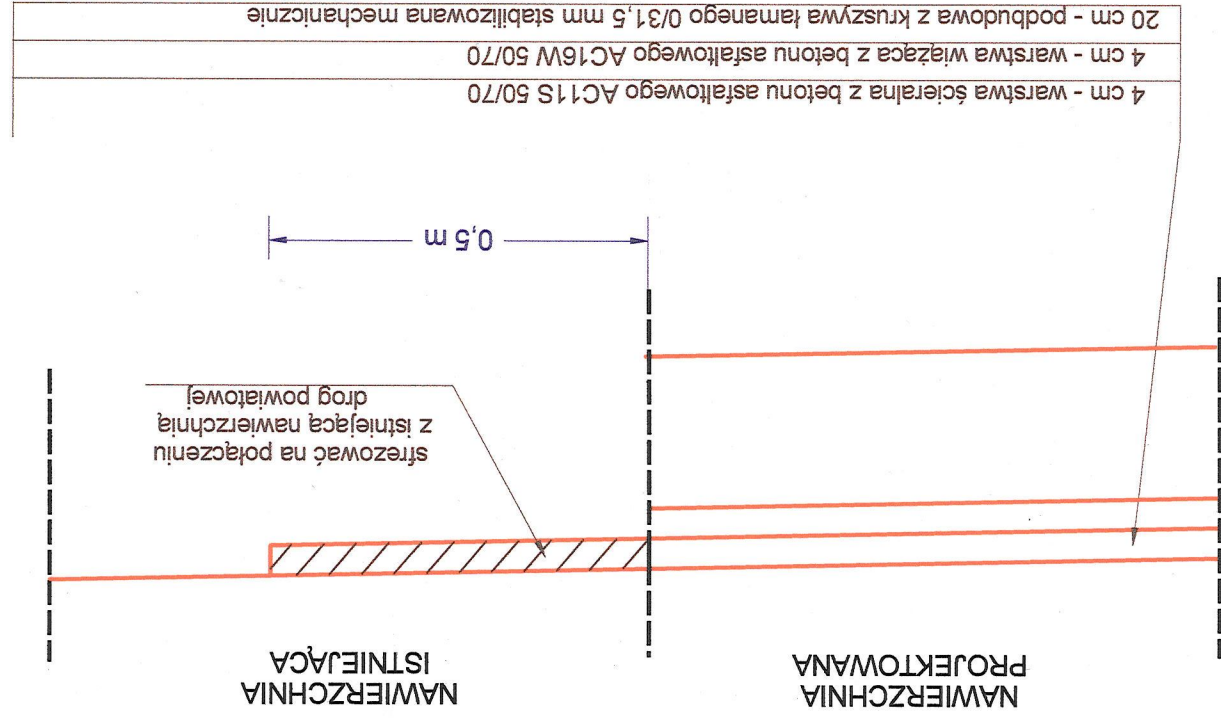 NAWIERZCHNIA
ISTNIEJĄCA
NAWIERZCHNIA
PROJEKTOWANA
sfrezować na połączeniu
z istniejącą nawierzchnią
drog powiatowej
0,5 m
4 cm - warstwa ścieralna z betonu asfaltowego AC11S 50/70
4 cm - warstwa wiążąca z betonu asfaltowego AC16W 50/70
20 cm - podbudowa z kruszywa łamanego 0/31,5 mm stabilizowana mechanicznie